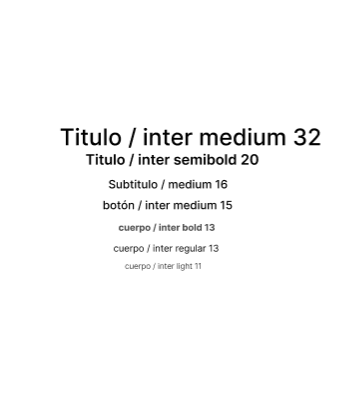 Titulo / inter medium 32
Titulo / inter semibold 20
Subtitulo / medium 16
botón / inter medium 15
cuerpo / inter bold 13
cuerpo / inter regular 13
cuerpo / inter light 11